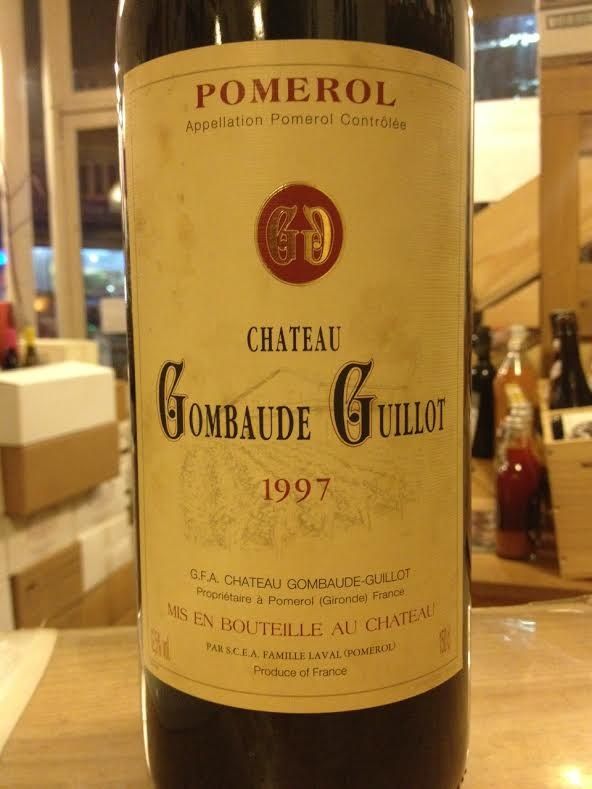 POMEROL
Appellation Pomerol Contrôlée
GG
CHATEAU
GOMBAUDE GUILLOT
1997
G.F.A. CHATEAU GOMBAUDE-GUILLOT
Propriétaire à Pomerol (Gironde) France
MIS EN BOUTEILLE AU CHATEAU
PAR S.C.E.A. FAMILLE LAVAL (POMEROL)
Produce of France